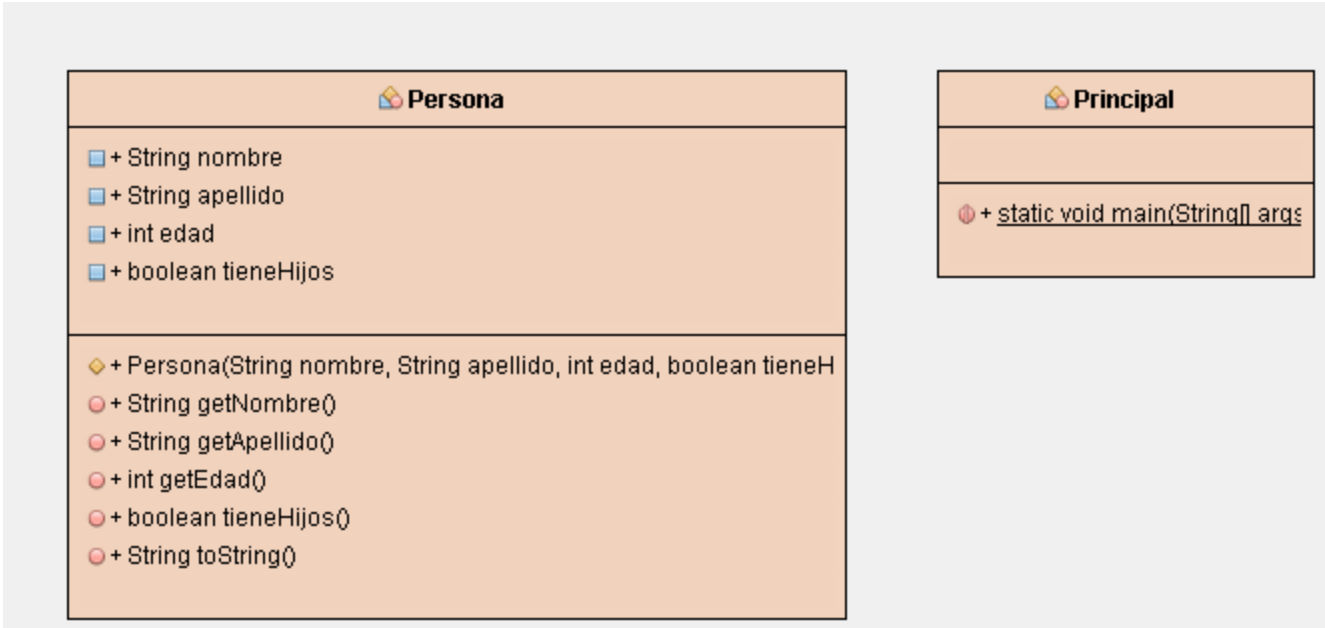 Persona
+ String nombre
+ String apellido
+ int edad
+ boolean tieneHijos
+ Persona(String nombre, String apellido, int edad, boolean tieneH
+ String getNombre()
+ String getApellido()
+ int getEdad()
+ boolean tieneHijos()
+ String toString()
Principal
+ static void main(String[] args